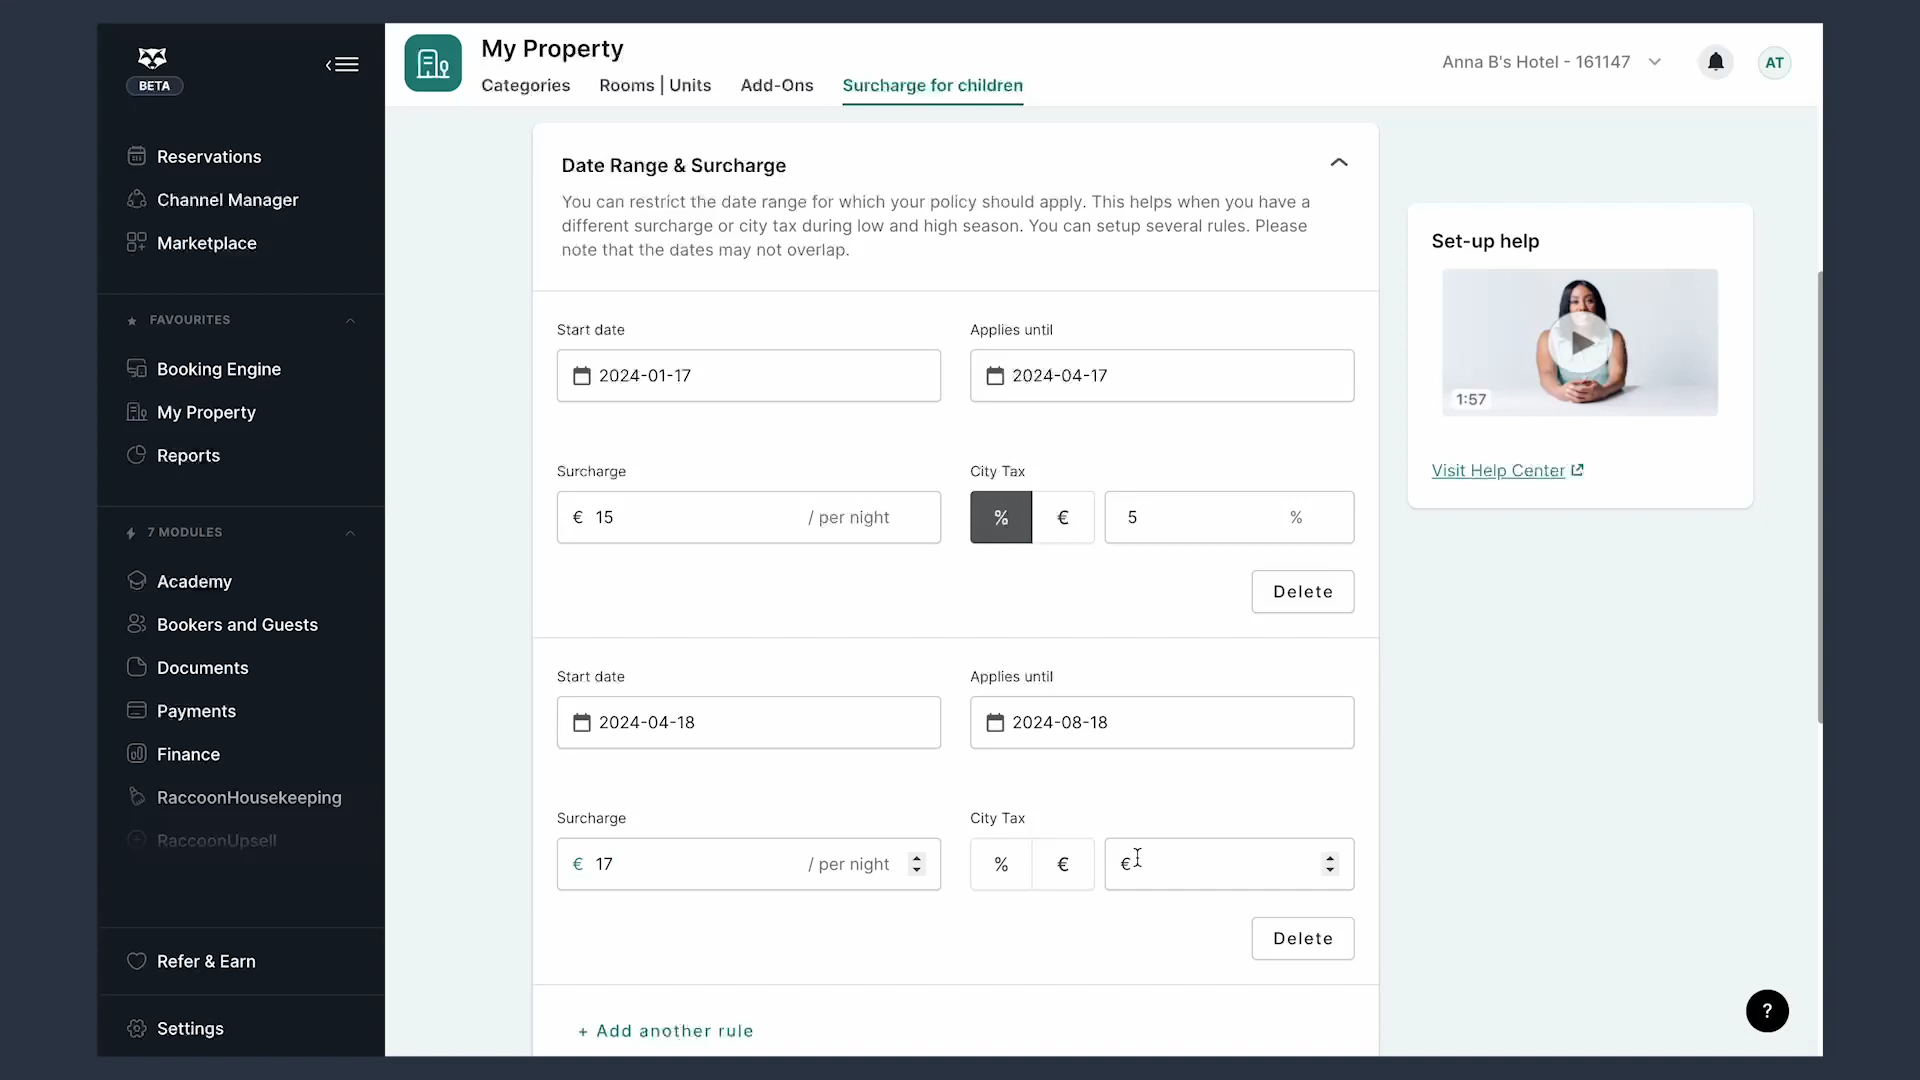 BETA
Reservations
Channel Manager
Marketplace
FAVOURITES
Booking Engine
My Property
Reports
7 MODULES
Academy
Bookers and Guests
Documents
Payments
Finance
RaccoonHousekeeping
RaccoonUpsell
Refer & Earn
Settings
My Property
Categories
Rooms | Units
Add-Ons
Surcharge for children
Anna B's Hotel - 161147
AT
Date Range & Surcharge
You can restrict the date range for which your policy should apply. This helps when you have a
different surcharge or city tax during low and high season. You can setup several rules. Please
note that the dates may not overlap.
Start date
Applies until
2024-01-17
2024-04-17
Surcharge
City Tax
€ 15 / per night
% € 5 %
Delete
Start date
Applies until
2024-04-18
2024-08-18
Surcharge
City Tax
€ 17 / per night
% € €
Delete
+ Add another rule
Set-up help
1:57
Visit Help Center
?